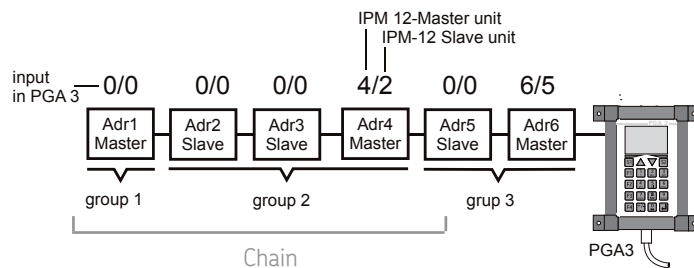 IPM 12-Master unit
IPM-12 Slave unit
input
in PGA 3
0/0 0/0 0/0 4/2 0/0 6/5
Adr1 Master
Adr2 Slave
Adr3 Slave
Adr4 Master
Adr5 Slave
Adr6 Master
group 1
group 2
grup 3
PGA3
Chain